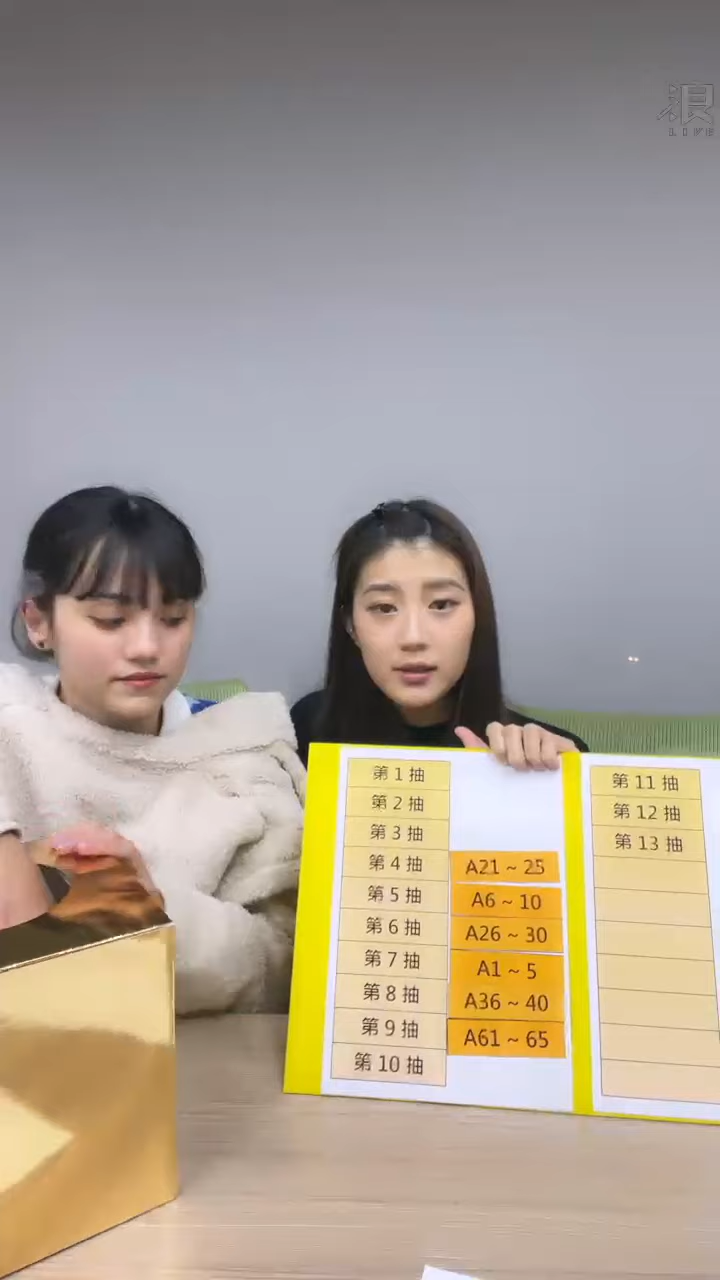 浪
LIVE
第 1 抽
第 2 抽
第 3 抽
第 4 抽 A21 ~ 25
第 5 抽 A6 ~ 10
第 6 抽 A26 ~ 30
第 7 抽 A1 ~ 5
第 8 抽 A36 ~ 40
第 9 抽 A61 ~ 65
第 10 抽
第 11 抽
第 12 抽
第 13 抽